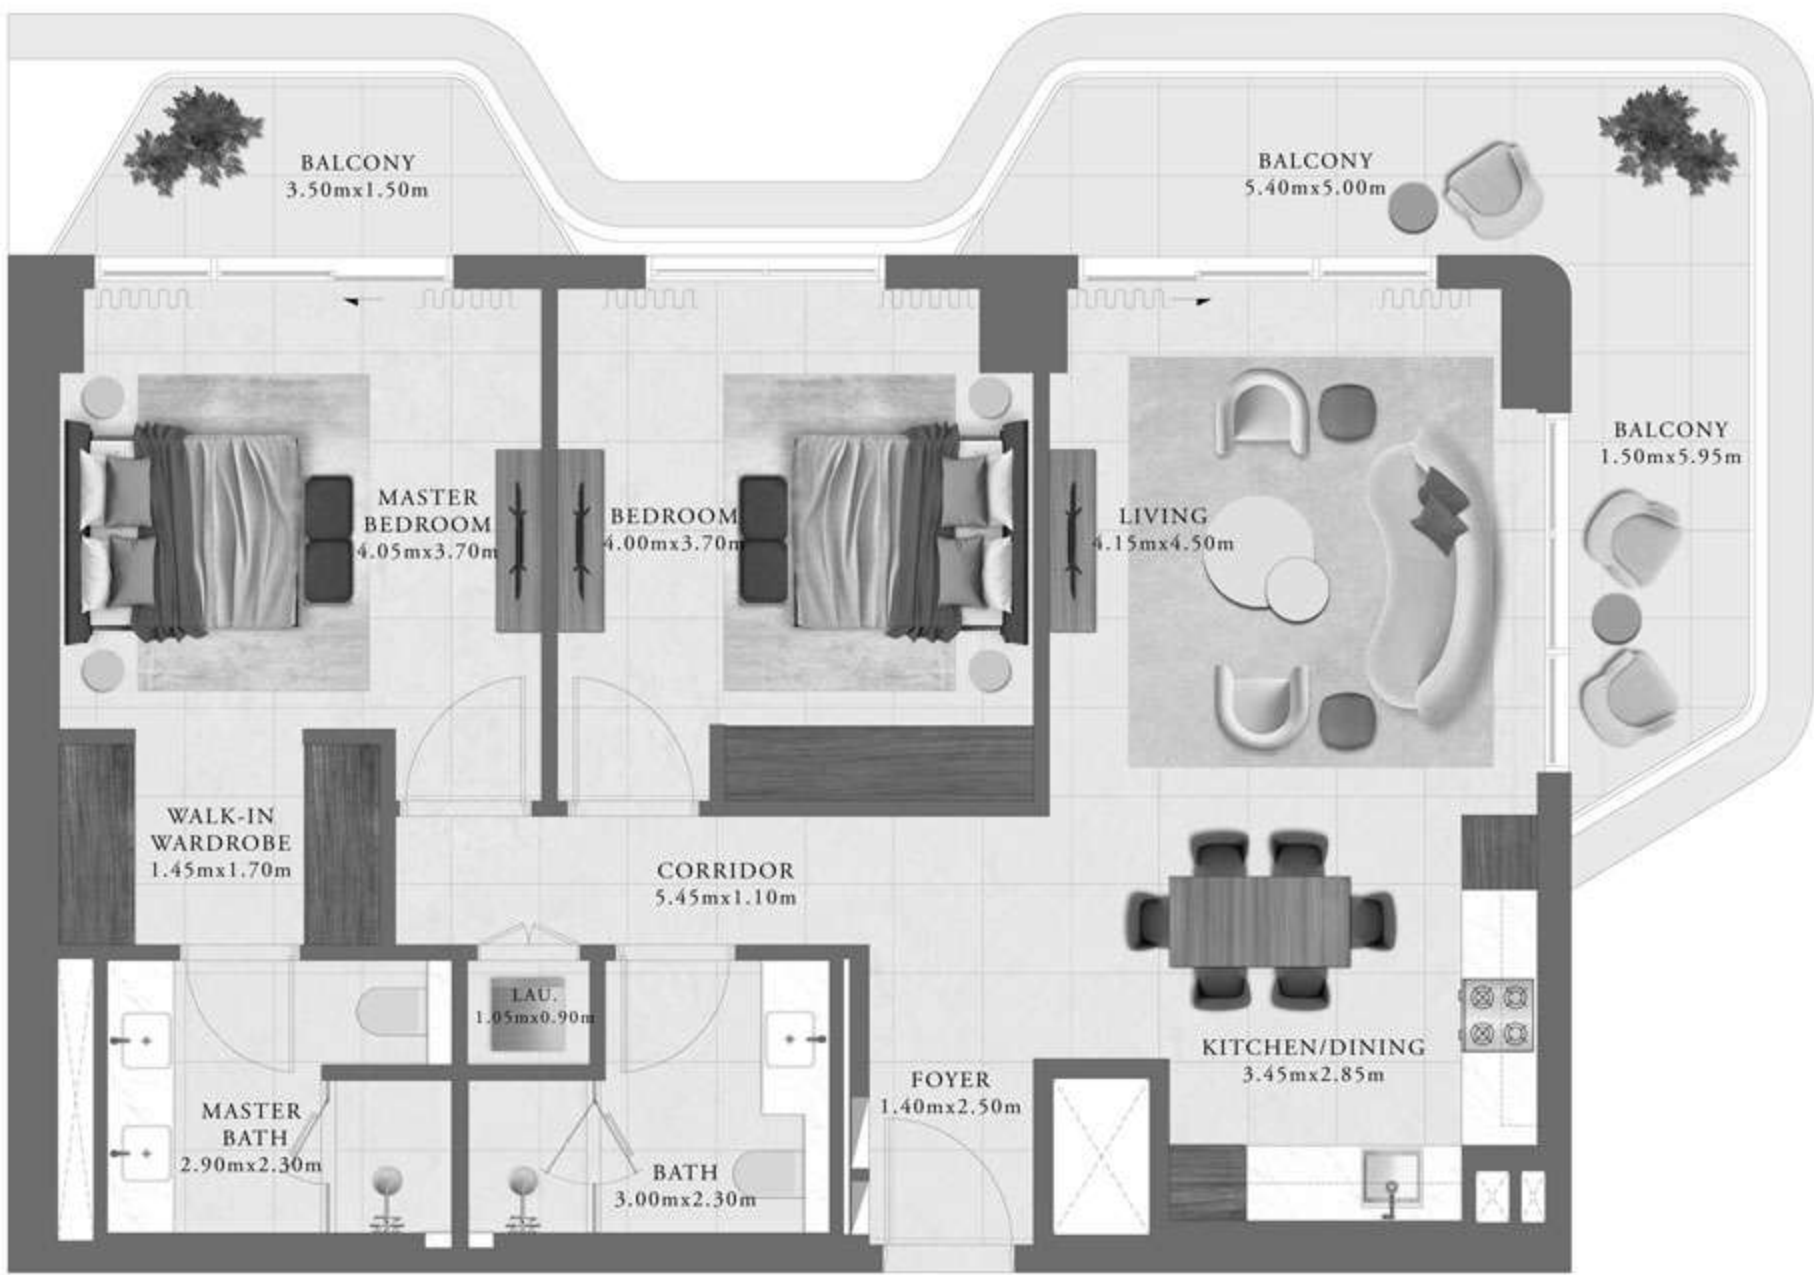 BALCONY
3.50mx1.50m
BALCONY
5.40mx5.00m
BALCONY
1.50mx5.95m
MASTER
BEDROOM
4.05mx3.70m
BEDROOM
4.00mx3.70m
LIVING
4.15mx4.50m
WALK-IN
WARDROBE
1.45mx1.70m
CORRIDOR
5.45mx1.10m
LAU.
1.05mx0.90m
KITCHEN/DINING
3.45mx2.85m
FOYER
1.40mx2.50m
MASTER
BATH
2.90mx2.30m
BATH
3.00mx2.30m